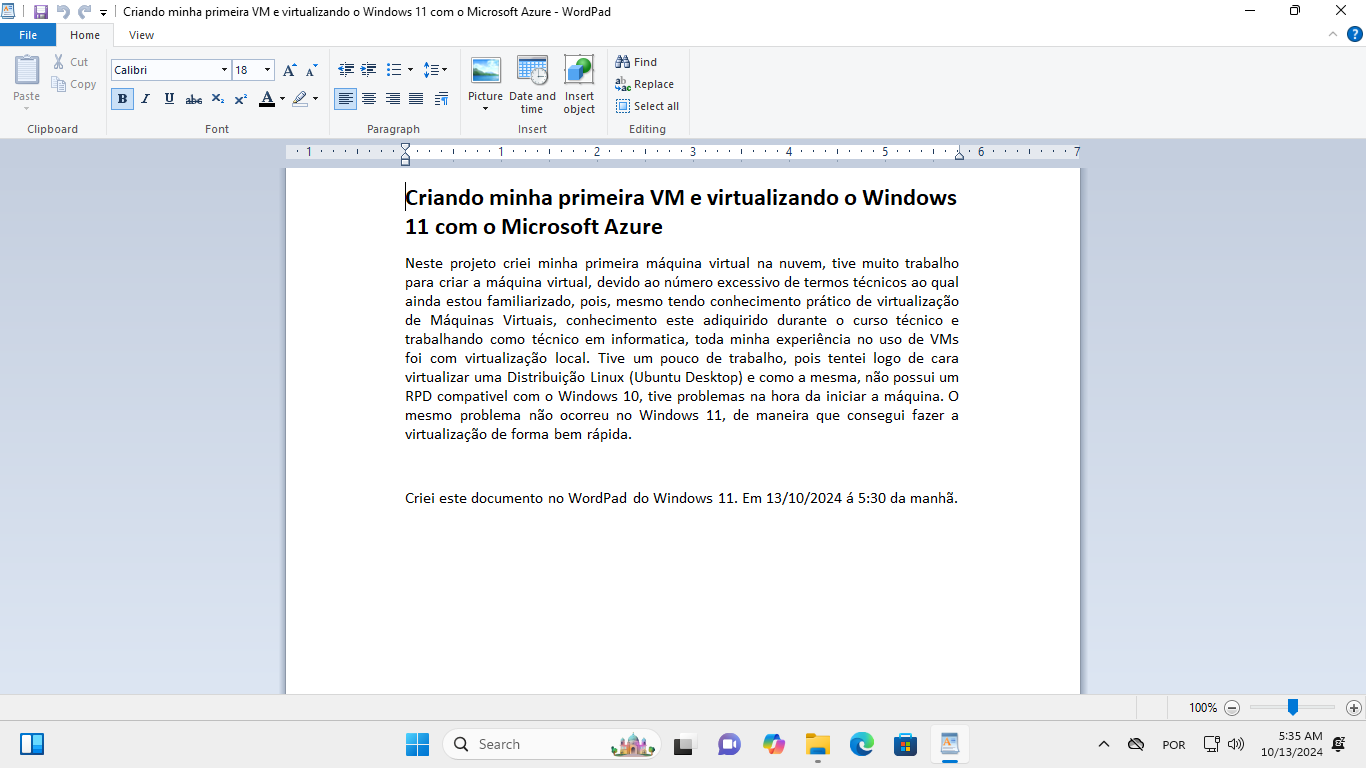 Criando minha primeira VM e virtualizando o Windows 11 com o Microsoft Azure - WordPad
File Home View
Paste
Cut
Copy
Clipboard
Calibri 18
B I U abc X₂ X² A
Font
Paragraph
Picture
Date and time
Insert object
Insert
Find
Replace
Select all
Editing
1 1 2 3 4 5 6 7
Criando minha primeira VM e virtualizando o Windows
11 com o Microsoft Azure
Neste projeto criei minha primeira máquina virtual na nuvem, tive muito trabalho
para criar a máquina virtual, devido ao número excessivo de termos técnicos ao qual
ainda estou familiarizado, pois, mesmo tendo conhecimento prático de virtualização
de Máquinas Virtuais, conhecimento este adiquirido durante o curso técnico e
trabalhando como técnico em informatica, toda minha experiência no uso de VMs
foi com virtualização local. Tive um pouco de trabalho, pois tentei logo de cara
virtualizar uma Distribuição Linux (Ubuntu Desktop) e como a mesma, não possui um
RPD compativel com o Windows 10, tive problemas na hora da iniciar a máquina. O
mesmo problema não ocorreu no Windows 11, de maneira que consegui fazer a
virtualização de forma bem rápida.
Criei este documento no WordPad do Windows 11. Em 13/10/2024 á 5:30 da manhã.
100%
Search
POR
5:35 AM
10/13/2024